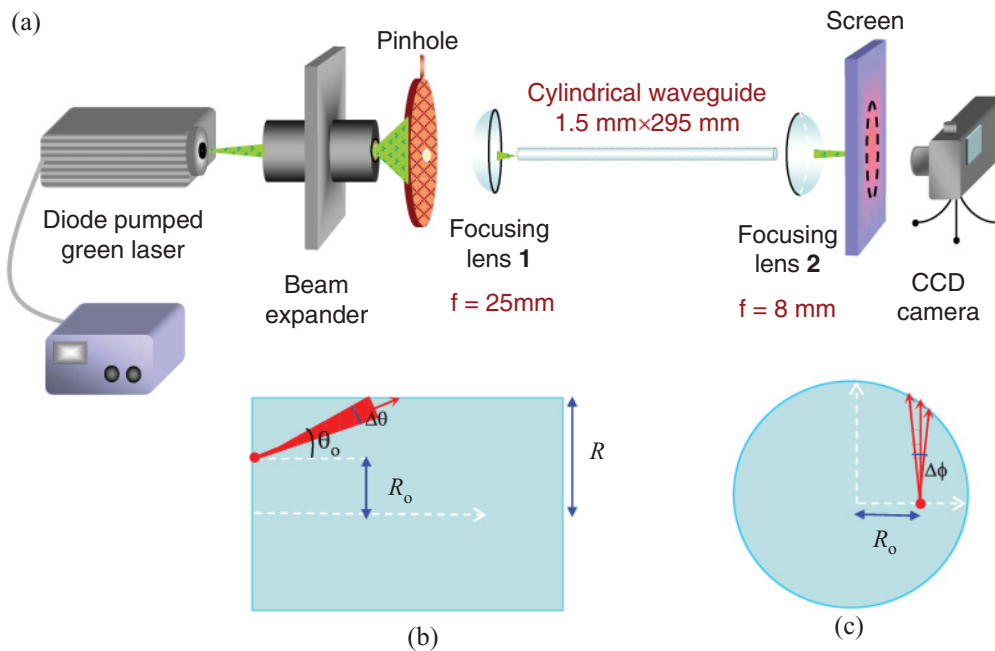 (a)
Screen
Pinhole
Cylindrical waveguide
1.5 mm×295 mm
Diode pumped
green laser
Beam
expander
Focusing
lens 1
f = 25mm
Focusing
lens 2
f = 8 mm
CCD
camera
Δθ
θo
Ro
R
(b)
Δϕ
Ro
(c)